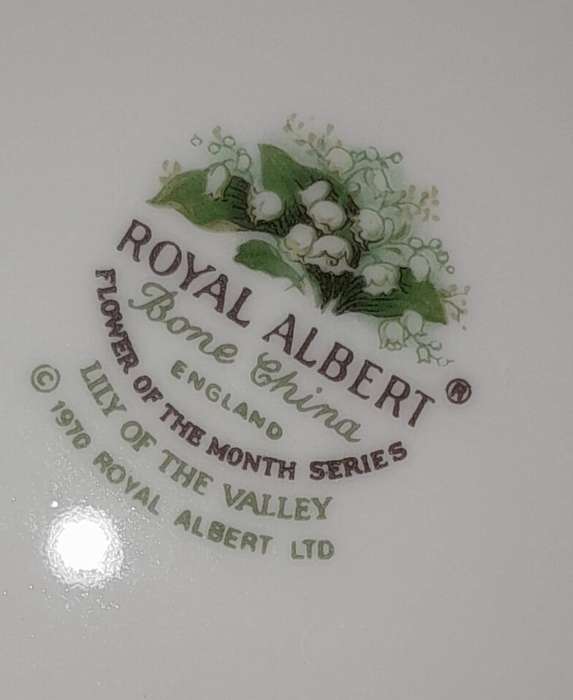 ROYAL ALBERT ®
Bone China
ENGLAND
FLOWER OF THE MONTH SERIES
LILY OF THE VALLEY
© 1970 ROYAL ALBERT LTD